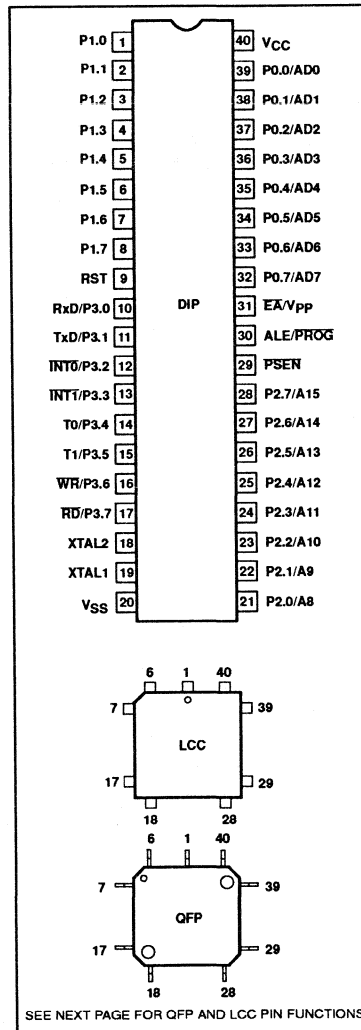 P1.0 1 40 VCC
P1.1 2 39 P0.0/AD0
P1.2 3 38 P0.1/AD1
P1.3 4 37 P0.2/AD2
P1.4 5 36 P0.3/AD3
P1.5 6 35 P0.4/AD4
P1.6 7 34 P0.5/AD5
P1.7 8 33 P0.6/AD6
RST 9 32 P0.7/AD7
DIP
RxD/P3.0 10 31 E̅A̅/VPP
TxD/P3.1 11 30 ALE/P̅R̅O̅G̅
I̅N̅T̅0̅/P3.2 12 29 P̅S̅E̅N̅
I̅N̅T̅1̅/P3.3 13 28 P2.7/A15
T0/P3.4 14 27 P2.6/A14
T1/P3.5 15 26 P2.5/A13
W̅R̅/P3.6 16 25 P2.4/A12
R̅D̅/P3.7 17 24 P2.3/A11
XTAL2 18 23 P2.2/A10
XTAL1 19 22 P2.1/A9
VSS 20 21 P2.0/A8
6 1 40
7 39
LCC
17 29
18 28
6 1 40
7 39
QFP
17 29
18 28
SEE NEXT PAGE FOR QFP AND LCC PIN FUNCTIONS